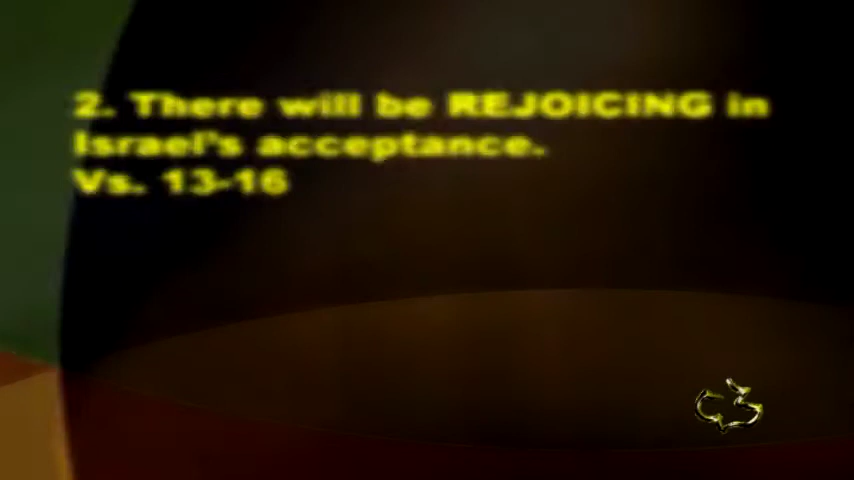 2. There will be REJOICING in
Israel's acceptance.
Vs. 13-16